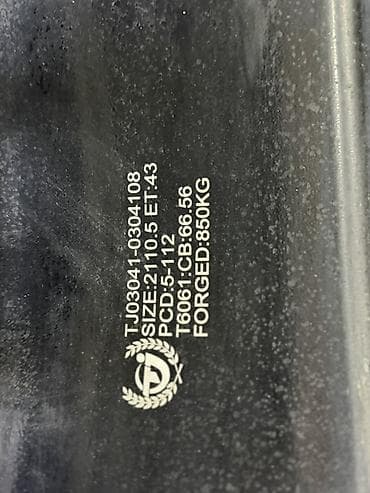 TJ03041-0304108
SIZE:2110.5 ET:43
PCD:5-112
T6061:CB:66.56
FORGED:850KG